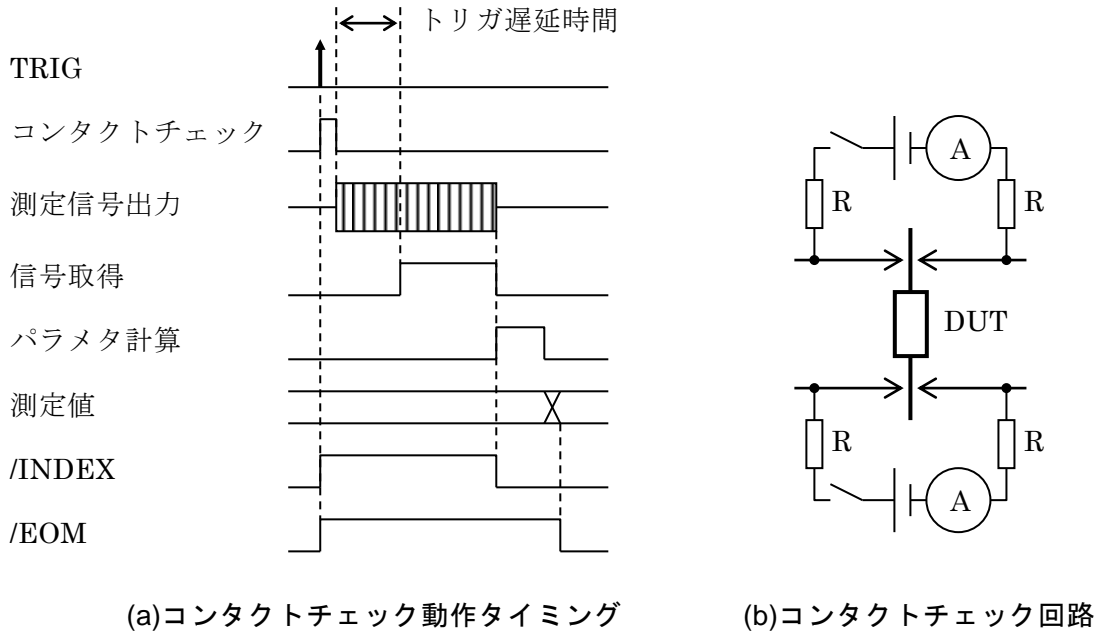 トリガ遅延時間
TRIG
コンタクトチェック
測定信号出力
信号取得
パラメタ計算
測定値
/INDEX
/EOM
(a)コンタクトチェック動作タイミング
A
R
R
DUT
R
R
A
(b)コンタクトチェック回路